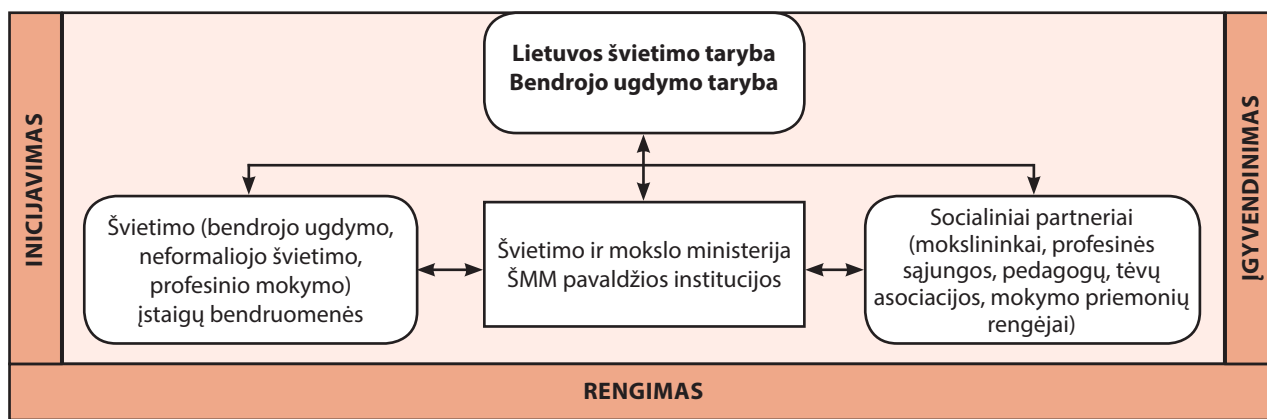 INICIJAVIMAS
Lietuvos švietimo taryba
Bendrojo ugdymo taryba
Švietimo (bendrojo ugdymo,
neformaliojo švietimo,
profesinio mokymo)
įstaigų bendruomenės
Švietimo ir mokslo ministerija
ŠMM pavaldžios institucijos
Socialiniai partneriai
(mokslininkai, profesinės
sąjungos, pedagogų, tėvų
asociacijos, mokymo priemonių
rengėjai)
ĮGYVENDINIMAS
RENGIMAS